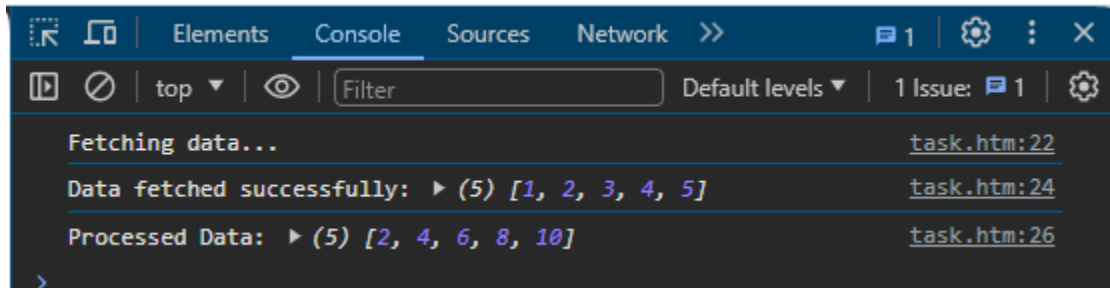 Elements Console Sources Network 1
top Filter Default levels 1 Issue: 1
Fetching data... task.htm:22
Data fetched successfully: (5) [1, 2, 3, 4, 5] task.htm:24
Processed Data: (5) [2, 4, 6, 8, 10] task.htm:26